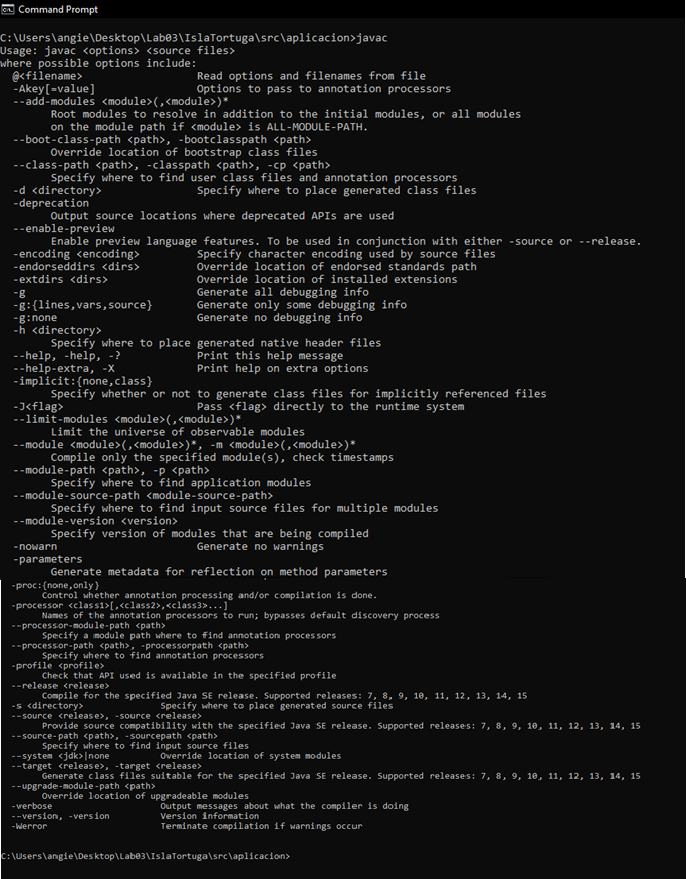 Command Prompt
C:\Users\angie\Desktop\Lab03\IslaTortuga\src\aplicacion>javac
Usage: javac <options> <source files>
where possible options include:
  @<filename>                  Read options and filenames from file
  -Akey[=value]                Options to pass to annotation processors
  --add-modules <module>(,<module>)*
        Root modules to resolve in addition to the initial modules, or all modules
        on the module path if <module> is ALL-MODULE-PATH.
  --boot-class-path <path>, -bootclasspath <path>
        Override location of bootstrap class files
  --class-path <path>, -classpath <path>, -cp <path>
        Specify where to find user class files and annotation processors
  -d <directory>               Specify where to place generated class files
  -deprecation
        Output source locations where deprecated APIs are used
  --enable-preview
        Enable preview language features. To be used in conjunction with either -source or --release.
  -encoding <encoding>         Specify character encoding used by source files
  -endorseddirs <dirs>         Override location of endorsed standards path
  -extdirs <dirs>              Override location of installed extensions
  -g                           Generate all debugging info
  -g:{lines,vars,source}       Generate only some debugging info
  -g:none                      Generate no debugging info
  -h <directory>
        Specify where to place generated native header files
  --help, -help, -?            Print this help message
  --help-extra, -X             Print help on extra options
  -implicit:{none,class}
        Specify whether or not to generate class files for implicitly referenced files
  -J<flag>                     Pass <flag> directly to the runtime system
  --limit-modules <module>(,<module>)*
        Limit the universe of observable modules
  --module <module>(,<module>)*, -m <module>(,<module>)*
        Compile only the specified module(s), check timestamps
  --module-path <path>, -p <path>
        Specify where to find application modules
  --module-source-path <module-source-path>
        Specify where to find input source files for multiple modules
  --module-version <version>
        Specify version of modules that are being compiled
  -nowarn                      Generate no warnings
  -parameters
        Generate metadata for reflection on method parameters
  -proc:{none,only}
        Control whether annotation processing and/or compilation is done.
  -processor <class1>[,<class2>,<class3>...]
        Names of the annotation processors to run; bypasses default discovery process
  --processor-module-path <path>
        Specify a module path where to find annotation processors
  --processor-path <path>, -processorpath <path>
        Specify where to find annotation processors
  -profile <profile>
        Check that API used is available in the specified profile
  --release <release>
        Compile for the specified Java SE release. Supported releases: 7, 8, 9, 10, 11, 12, 13, 14, 15
  -s <directory>               Specify where to place generated source files
  --source <release>, -source <release>
        Provide source compatibility with the specified Java SE release. Supported releases: 7, 8, 9, 10, 11, 12, 13, 14, 15
  --source-path <path>, -sourcepath <path>
        Specify where to find input source files
  --system <jdk>|none          Override location of system modules
  --target <release>, -target <release>
        Generate class files suitable for the specified Java SE release. Supported releases: 7, 8, 9, 10, 11, 12, 13, 14, 15
  --upgrade-module-path <path>
        Override location of upgradeable modules
  -verbose                     Output messages about what the compiler is doing
  --version, -version          Version information
  -Werror                      Terminate compilation if warnings occur
C:\Users\angie\Desktop\Lab03\IslaTortuga\src\aplicacion>